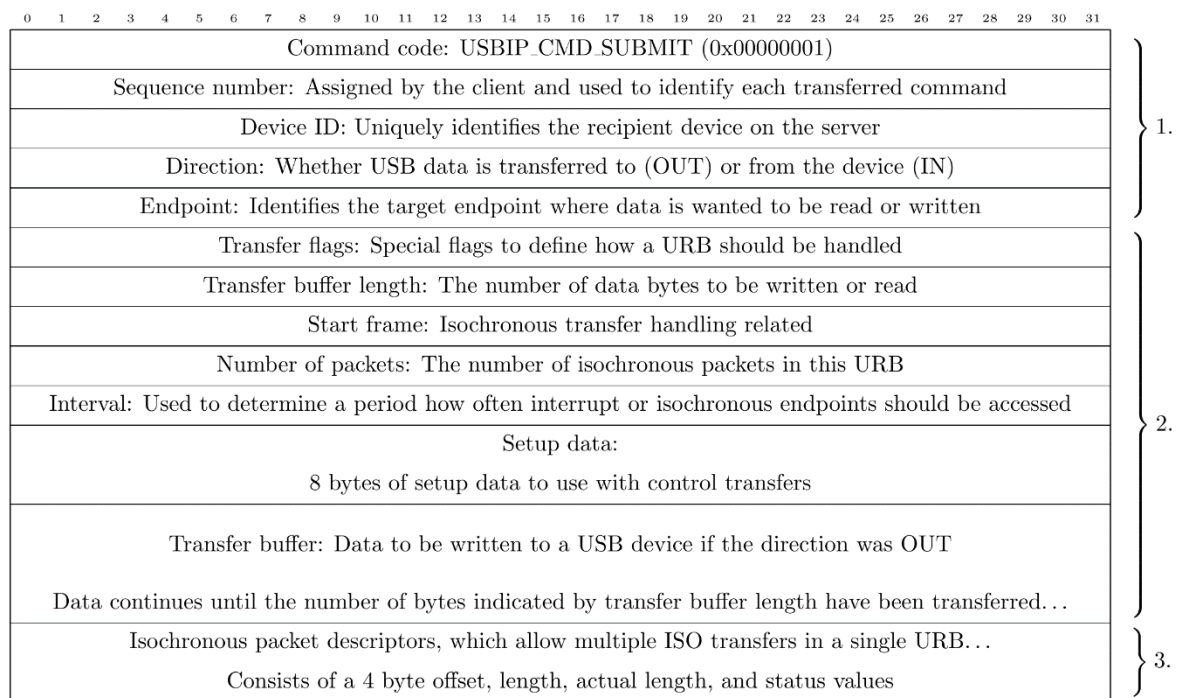 0 1 2 3 4 5 6 7 8 9 10 11 12 13 14 15 16 17 18 19 20 21 22 23 24 25 26 27 28 29 30 31
Command code: USBIP_CMD_SUBMIT (0x00000001)
Sequence number: Assigned by the client and used to identify each transferred command
Device ID: Uniquely identifies the recipient device on the server
1.
Direction: Whether USB data is transferred to (OUT) or from the device (IN)
Endpoint: Identifies the target endpoint where data is wanted to be read or written
Transfer flags: Special flags to define how a URB should be handled
Transfer buffer length: The number of data bytes to be written or read
Start frame: Isochronous transfer handling related
Number of packets: The number of isochronous packets in this URB
Interval: Used to determine a period how often interrupt or isochronous endpoints should be accessed
2.
Setup data:
8 bytes of setup data to use with control transfers
Transfer buffer: Data to be written to a USB device if the direction was OUT
Data continues until the number of bytes indicated by transfer buffer length have been transferred...
Isochronous packet descriptors, which allow multiple ISO transfers in a single URB...
3.
Consists of a 4 byte offset, length, actual length, and status values